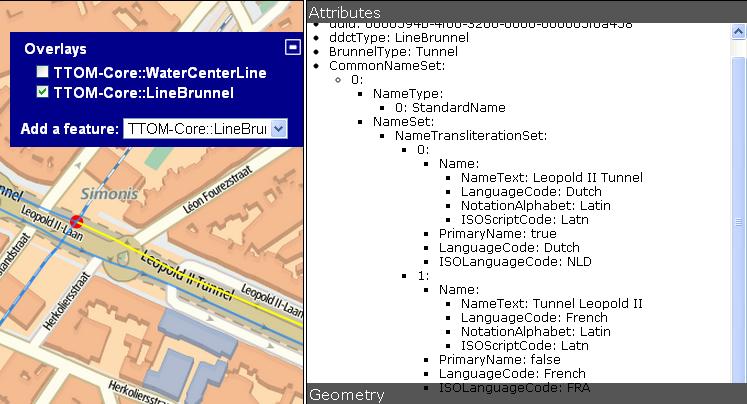 Overlays
TTOM-Core::WaterCenterLine
TTOM-Core::LineBrunnel
Add a feature: TTOM-Core::LineBrui
Simonis
Léon Fourezstraat
Leopold II-Laan
Leopold II-Tunnel
Leopold II-Laan
Herkoliersstraat
Herkoliersstraat
Attributes
ddctType: LineBrunnel
BrunnelType: Tunnel
CommonNameSet:
0:
NameType:
0: StandardName
NameSet:
NameTransliterationSet:
0:
Name:
NameText: Leopold II Tunnel
LanguageCode: Dutch
NotationAlphabet: Latin
ISOScriptCode: Latn
PrimaryName: true
LanguageCode: Dutch
ISOLanguageCode: NLD
1:
Name:
NameText: Tunnel Leopold II
LanguageCode: French
NotationAlphabet: Latin
ISOScriptCode: Latn
PrimaryName: false
LanguageCode: French
ISOLanguageCode: FRA
Geometry